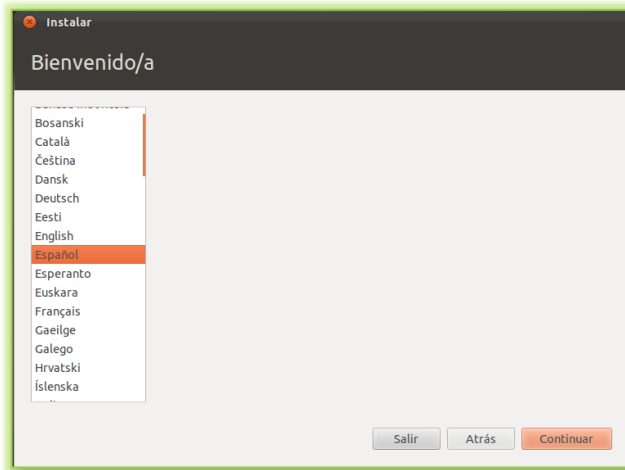 Instalar
Bienvenido/a
Bosanski
Català
Čeština
Dansk
Deutsch
Eesti
English
Español
Esperanto
Euskara
Français
Gaeilge
Galego
Hrvatski
Íslenska
Salir
Atrás
Continuar